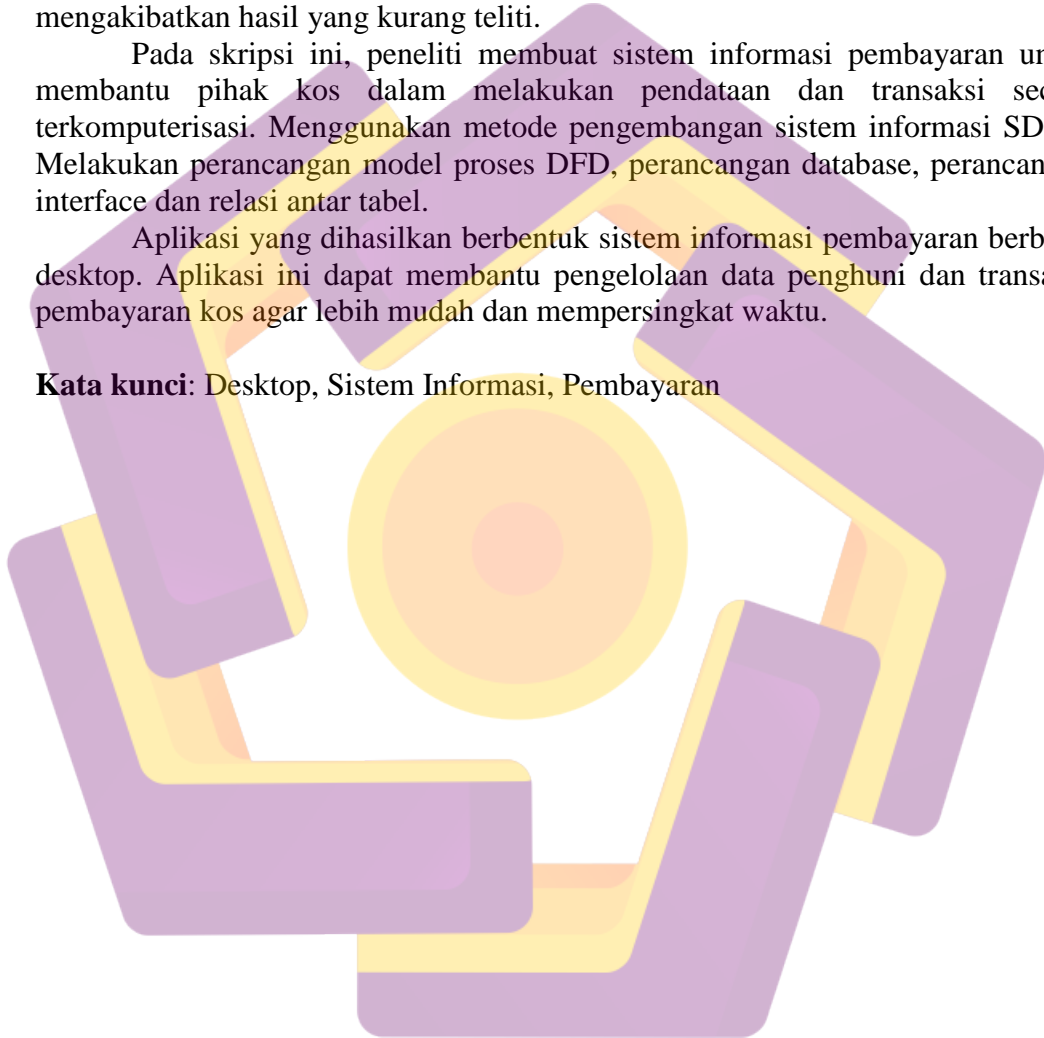 mengakibatkan hasil yang kurang teliti.
Pada skripsi ini, peneliti membuat sistem informasi pembayaran un
membantu pihak kos dalam melakukan pendataan dan transaksi sec
terkomputerisasi. Menggunakan metode pengembangan sistem informasi SD
Melakukan perancangan model proses DFD, perancangan database, perancan
interface dan relasi antar tabel.
Aplikasi yang dihasilkan berbentuk sistem informasi pembayaran berb
desktop. Aplikasi ini dapat membantu pengelolaan data penghuni dan transa
pembayaran kos agar lebih mudah dan mempersingkat waktu.
Kata kunci: Desktop, Sistem Informasi, Pembayaran